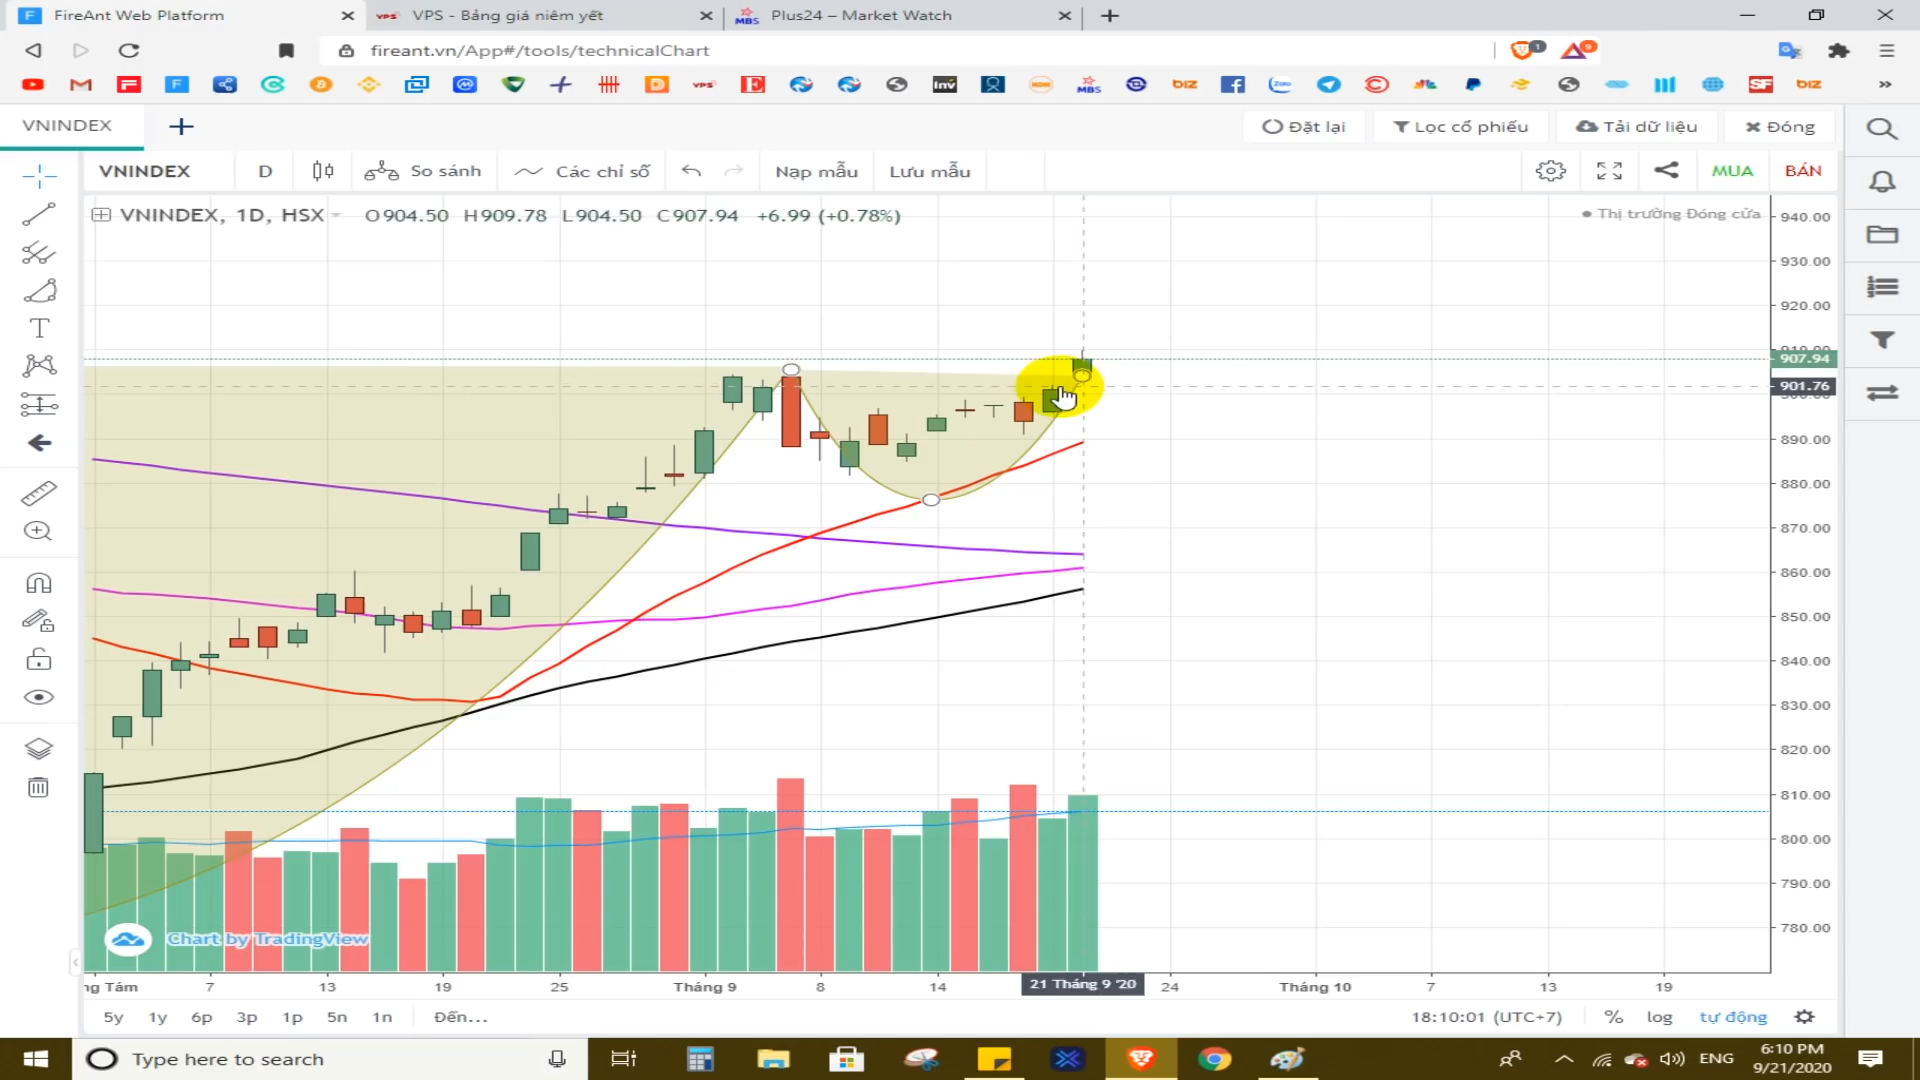 FireAnt Web Platform
VPS - Bảng giá niêm yết
MBS
Plus24 – Market Watch
fireant.vn/App#/tools/technicalChart
VNINDEX
Đặt lại
Lọc cổ phiếu
Tải dữ liệu
Đóng
VNINDEX
D
So sánh
Các chỉ số
Nạp mẫu
Lưu mẫu
MUA
BÁN
VNINDEX, 1D, HSX
O904.50 H909.78 L904.50 C907.94 +6.99 (+0.78%)
Thị trường Đóng cửa
940.00
930.00
920.00
907.94
901.76
890.00
880.00
870.00
860.00
850.00
840.00
830.00
820.00
810.00
800.00
790.00
780.00
Chart by TradingView
ng Tám
7
13
19
25
Tháng 9
8
14
21 Tháng 9 '20
24
Tháng 10
7
13
19
5y
1y
6p
3p
1p
5n
1n
Đến...
18:10:01 (UTC+7)
%
log
tự động
Type here to search
ENG
6:10 PM
9/21/2020